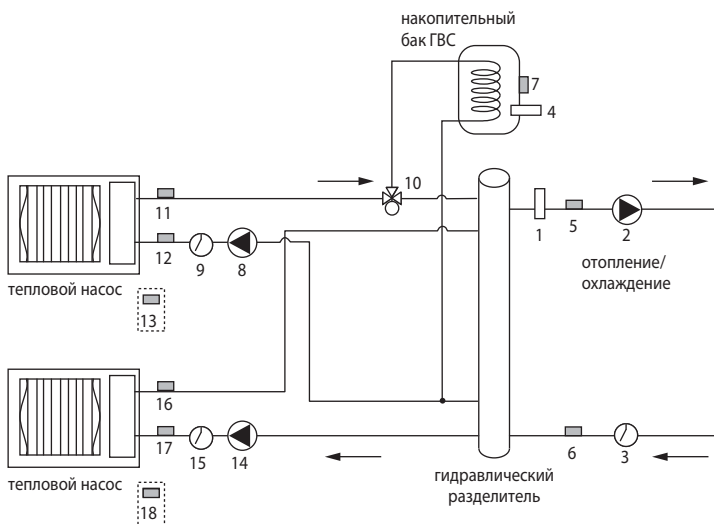 накопительный
бак ГВС
7
4
10
11
12
9
8
1
5
2
тепловой насос
отопление/
охлаждение
13
16
17
15
14
6
3
тепловой насос
гидравлический
разделитель
18